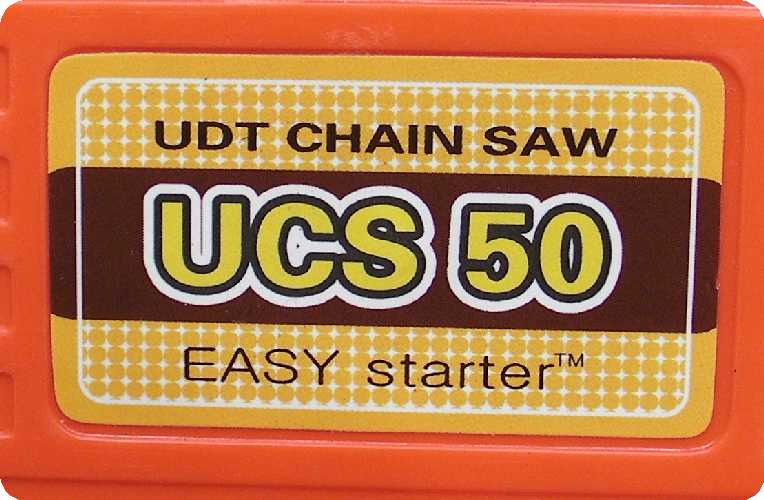 UDT CHAIN SAW
UCS 50
EASY starter™